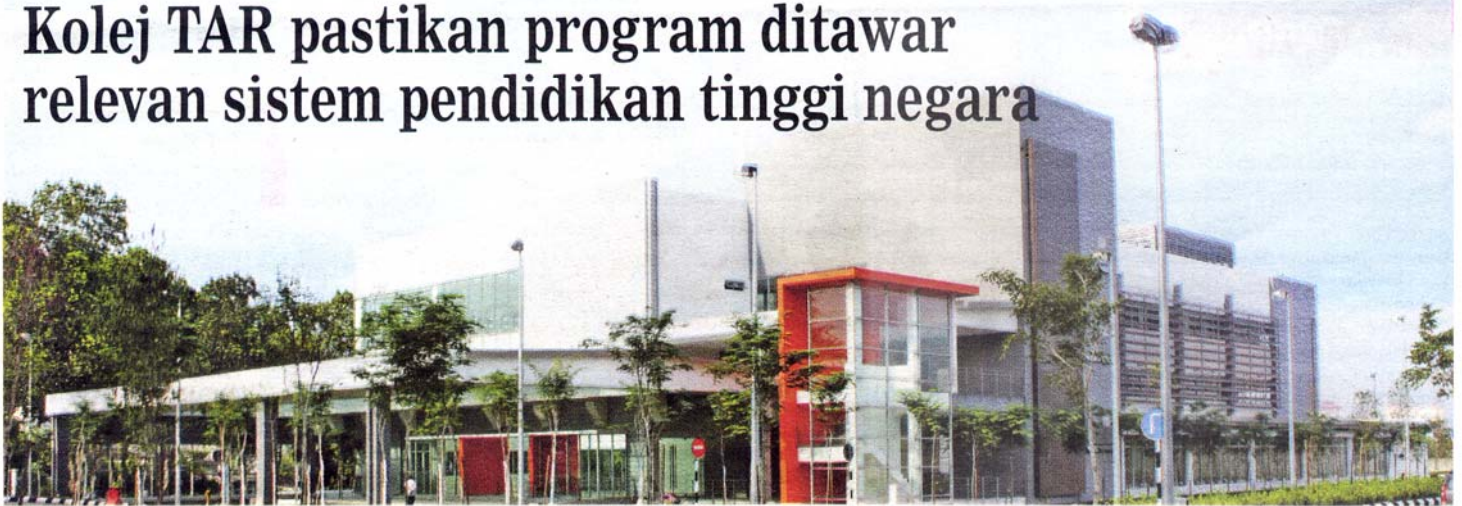 Kolej TAR pastikan program ditawar
relevan sistem pendidikan tinggi negara